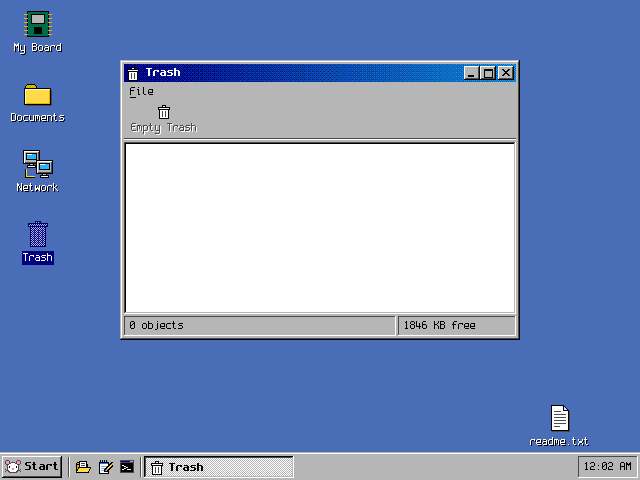 My Board
Documents
Network
Trash
Trash
File
Empty Trash
0 objects
1846 KB free
readme.txt
Start
Trash
12:02 AM